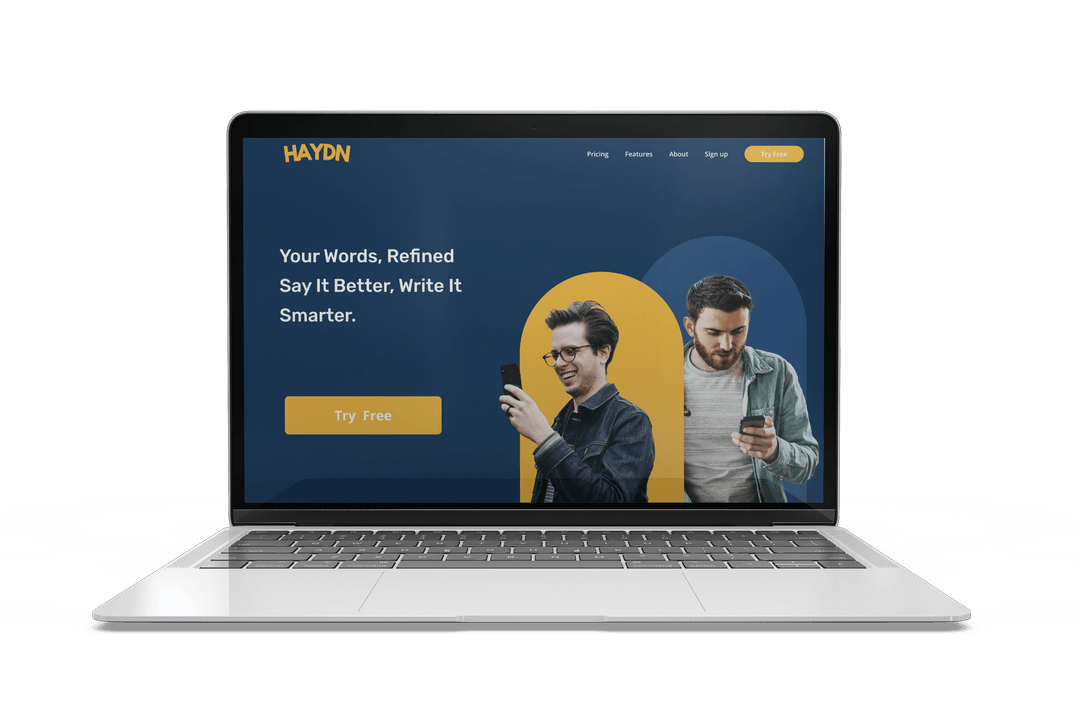 HAYDN
Pricing Features About Sign up Try Free
Your Words, Refined
Say It Better, Write It
Smarter.
Try Free